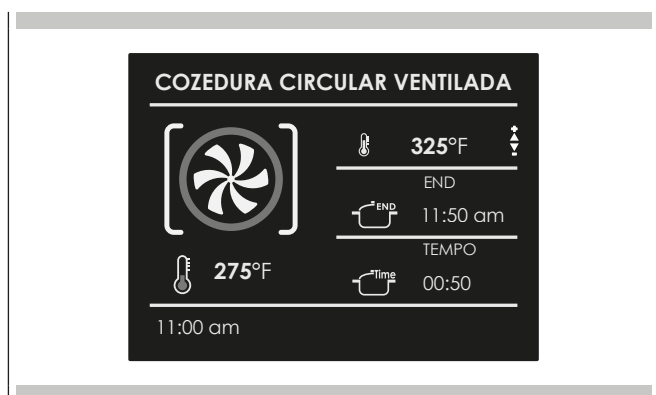 COZEDURA CIRCULAR VENTILADA
325°F
END
END
11:50 am
275°F
TEMPO
Time
00:50
11:00 am